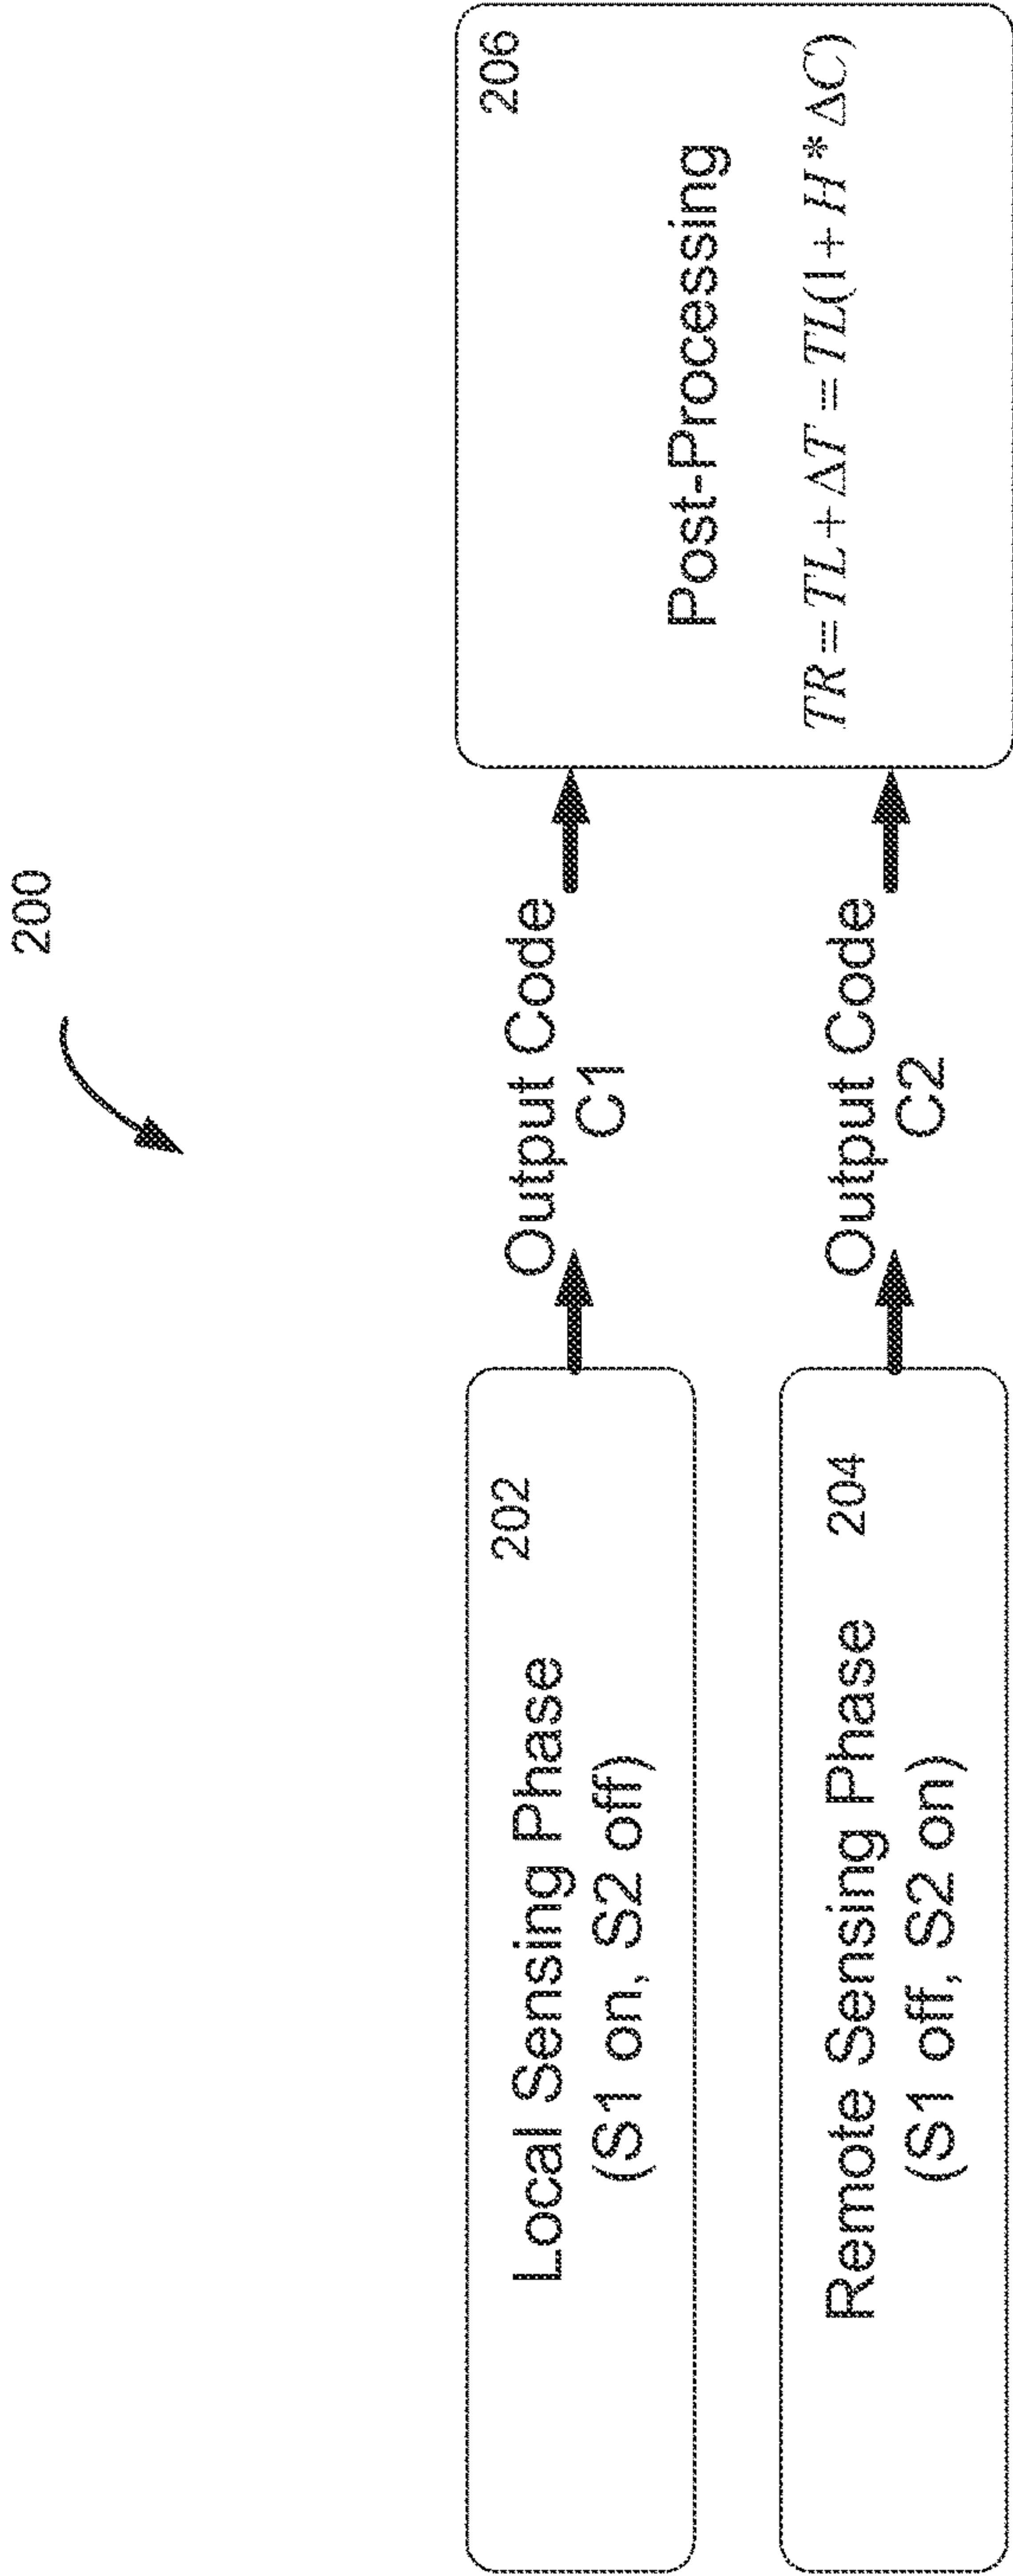 200
Local Sensing Phase
(S1 on, S2 off)
202
Output Code
C1
Remote Sensing Phase
(S1 off, S2 on)
204
Output Code
C2
206
Post-Processing
TR = TL + ΔT = TL(1 + H * ΔC)